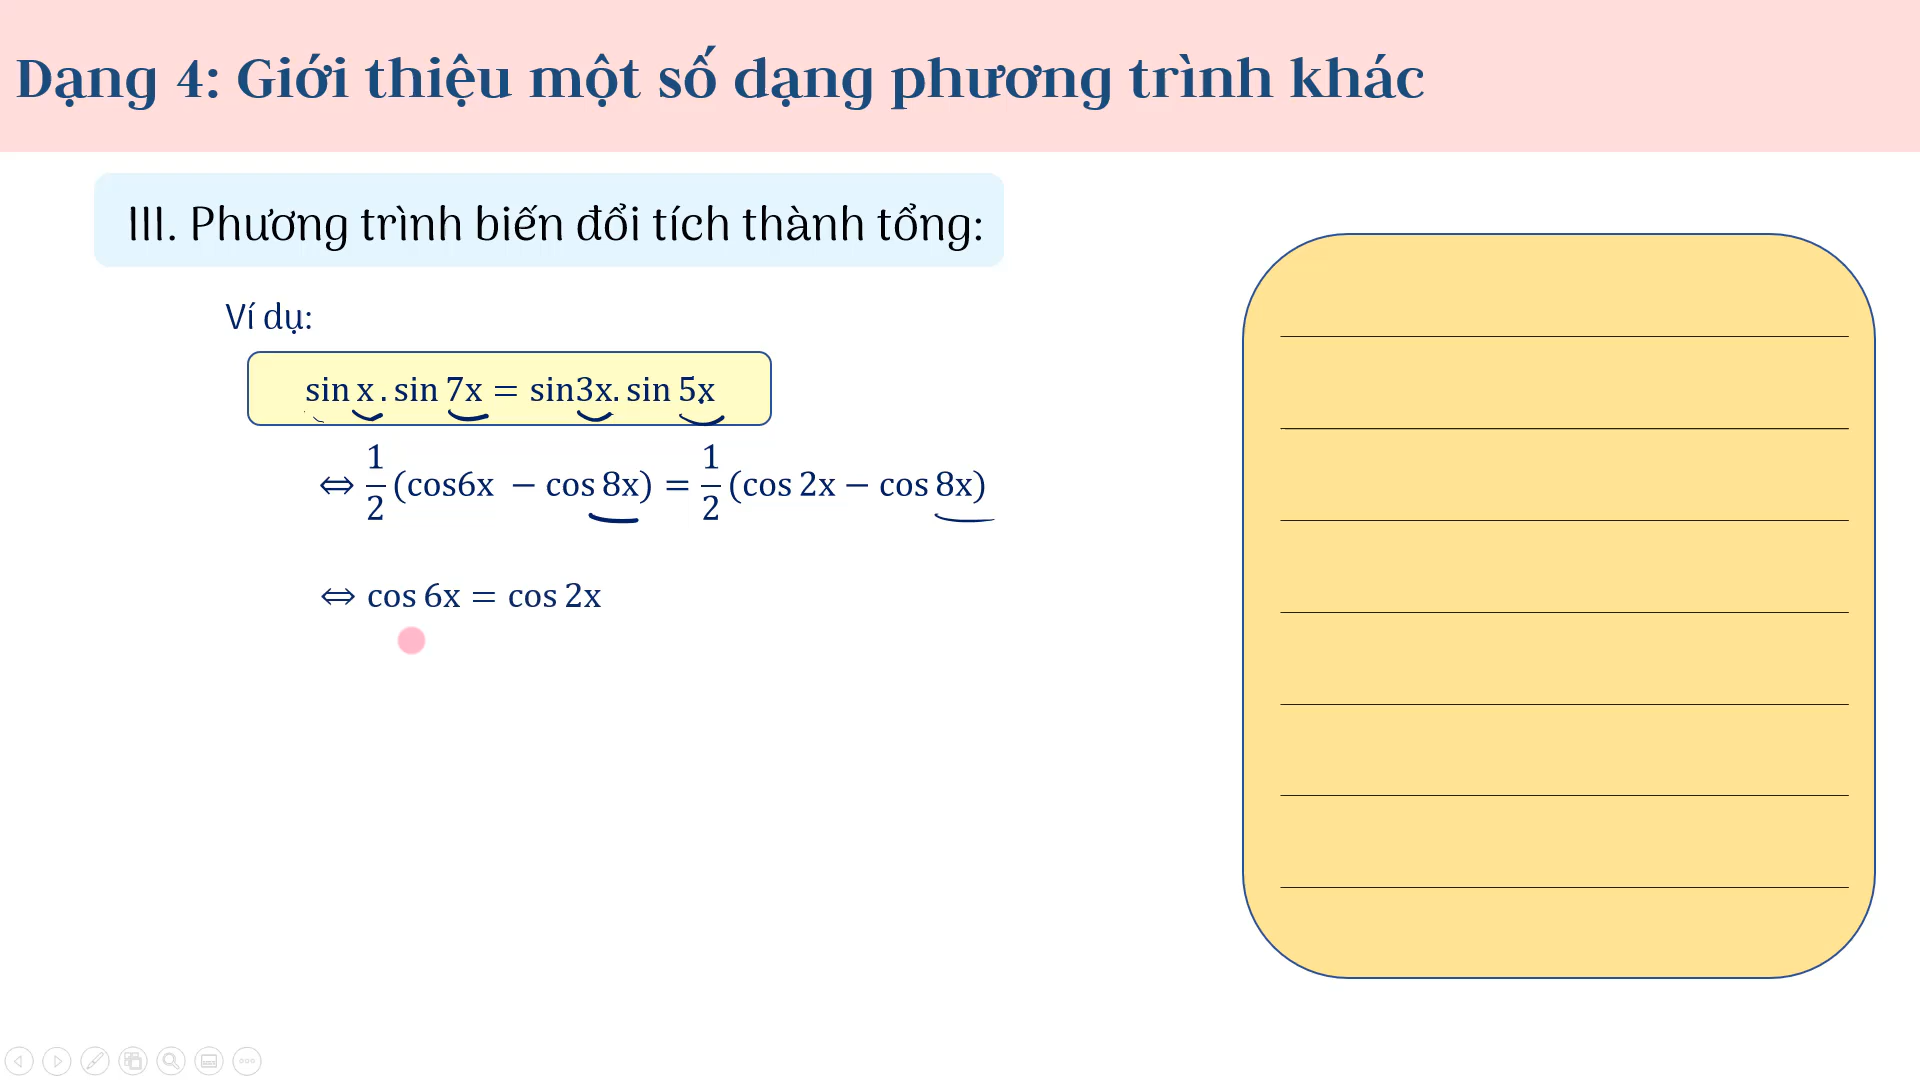 Dạng 4: Giới thiệu một số dạng phương trình khác
III. Phương trình biến đổi tích thành tổng:
Ví dụ:
sin x . sin 7x = sin3x. sin 5x
⇔ 1/2 (cos6x − cos 8x) = 1/2 (cos 2x − cos 8x)
⇔ cos 6x = cos 2x